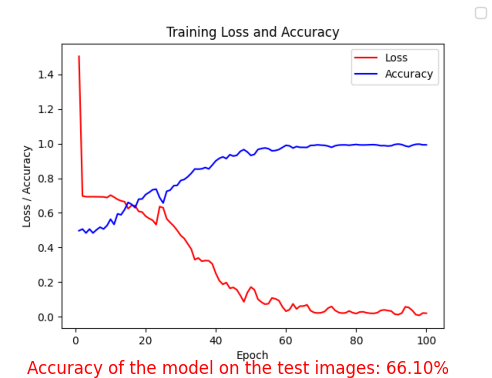 Training Loss and Accuracy
Loss
Accuracy
1.4
1.2
1.0
0.8
0.6
0.4
0.2
0.0
Loss / Accuracy
0
20
40
60
80
100
Epoch
Accuracy of the model on the test images: 66.10%